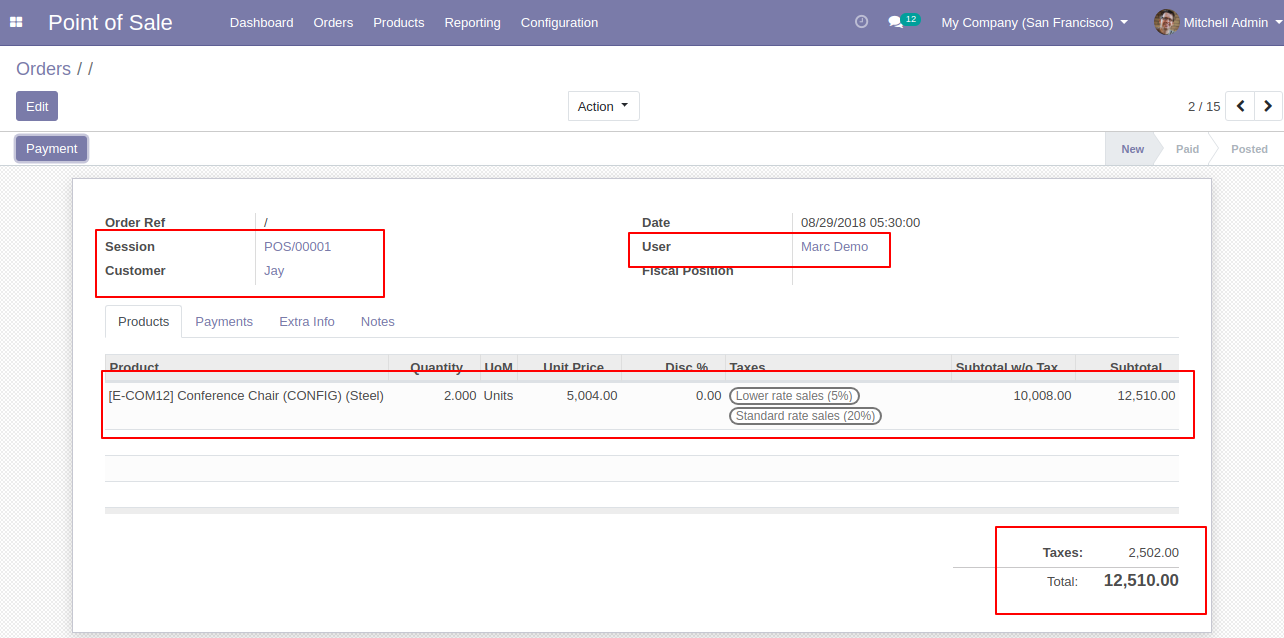 Point of Sale Dashboard Orders Products Reporting Configuration 12 My Company (San Francisco) Mitchell Admin
Orders / /
Edit Action 2 / 15
Payment New Paid Posted
Order Ref / Date 08/29/2018 05:30:00
Session POS/00001 User Marc Demo
Customer Jay Fiscal Position
Products Payments Extra Info Notes
Product Quantity UoM Unit Price Disc.% Taxes Subtotal w/o Tax Subtotal
[E-COM12] Conference Chair (CONFIG) (Steel) 2.000 Units 5,004.00 0.00 Lower rate sales (5%) 10,008.00 12,510.00
Standard rate sales (20%)
Taxes: 2,502.00
Total: 12,510.00